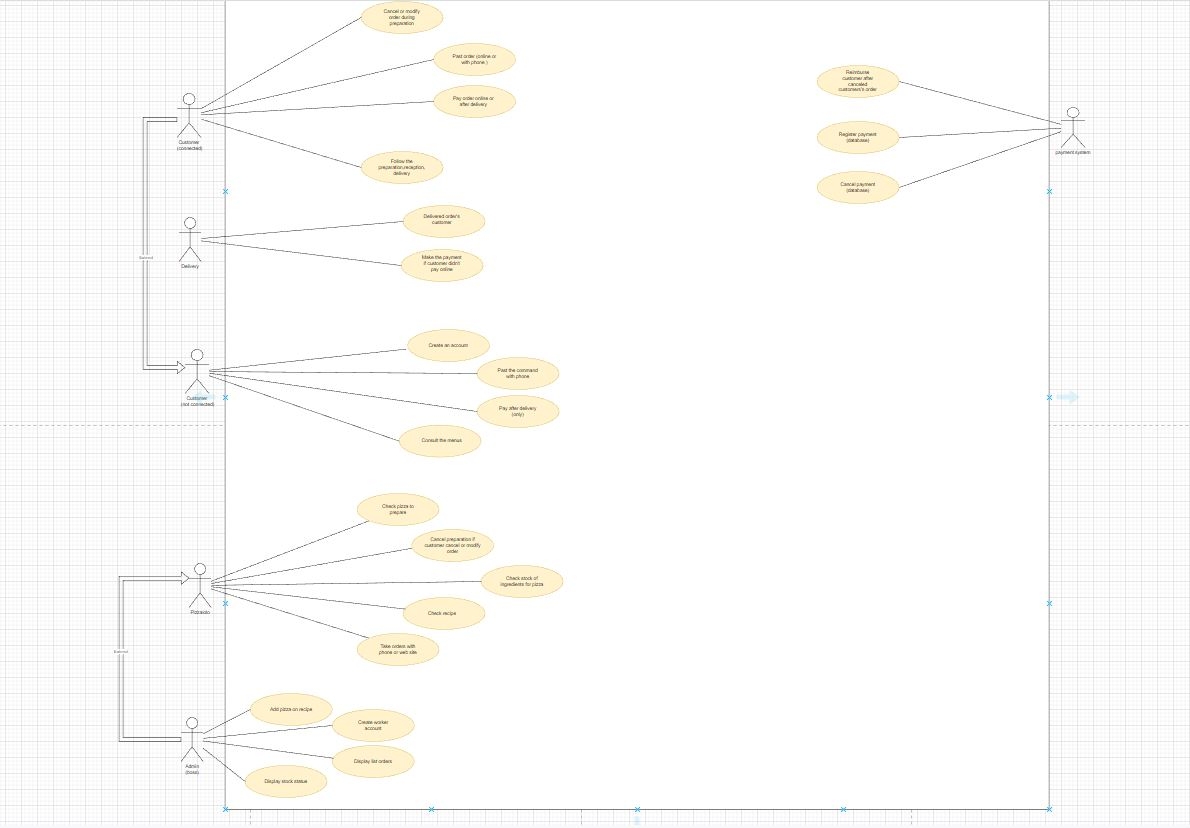 Cancel or modify
order during
preparation
Past order (online or
with phone.)
Pay order online or
after delivery
Follow the
preparation,reception,
delivery
Customer
(connected)
Reimburse
customer after
canceled
customers's order
Register payment
(database)
Cancel payment
(database)
payment system
Delivered order's
customer
Make the payment
if customer didn't
pay online
Delivery
Extend
Create an account
Past the command
with phone
Pay after delivery
(only)
Consult the menus
Customer
(not connected)
Check pizza to
prepare
Cancel preparation if
customer cancel or modify
order
Check stock of
ingredients for pizza
Check recipe
Take orders with
phone or web site
Pizzaiolo
Extend
Add pizza on recipe
Create worker
account
Display list orders
Display stock status
Admin
(boss)